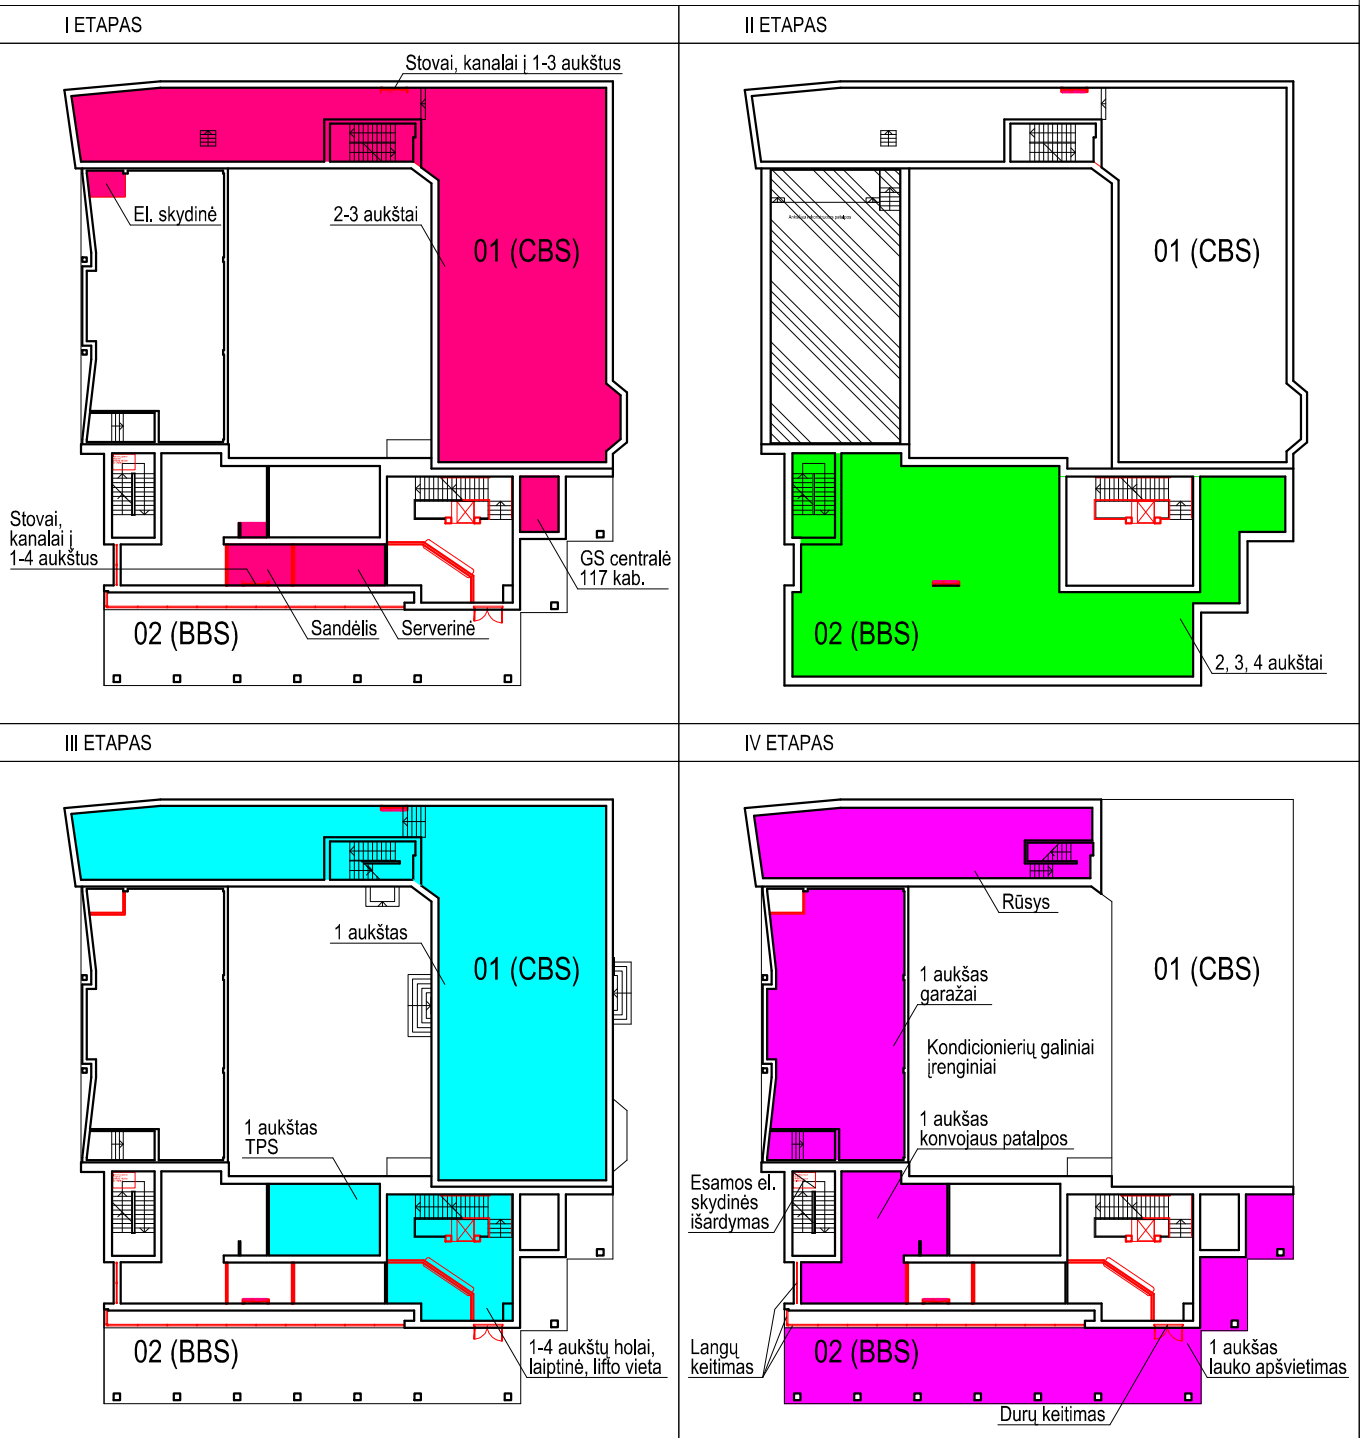 I ETAPAS
Stovai, kanalai į 1-3 aukštus
El. skydinė
2-3 aukštai
01 (CBS)
Stovai,
kanalai į
1-4 aukštus
GS centralė
117 kab.
02 (BBS)
Sandėlis
Serverinė
II ETAPAS
01 (CBS)
02 (BBS)
2, 3, 4 aukštai
III ETAPAS
1 aukštas
01 (CBS)
1 aukštas
TPS
02 (BBS)
1-4 aukštų holai,
laiptinė, lifto vieta
IV ETAPAS
Rūsys
01 (CBS)
1 aukšas
garažai
Kondicionierių galiniai
įrenginiai
1 aukšas
konvojaus patalpos
Esamos el.
skydinės
išardymas
Langų
keitimas
02 (BBS)
1 aukšas
lauko apšvietimas
Durų keitimas